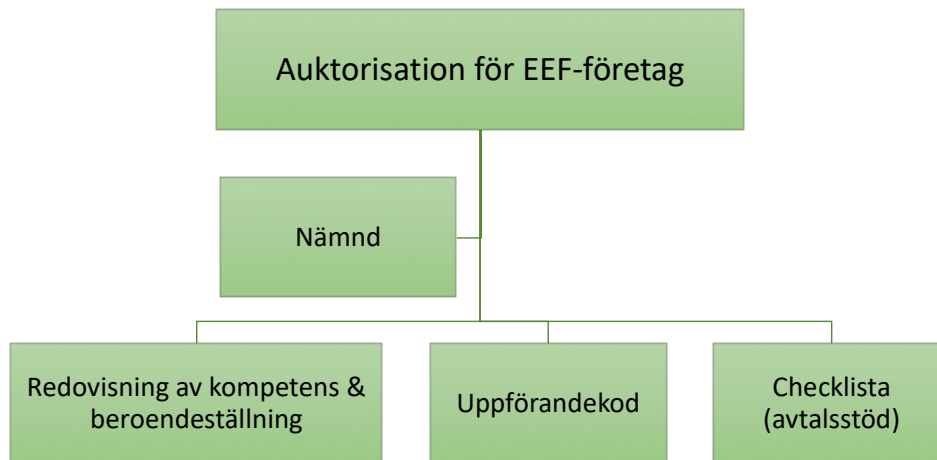 Auktorisation för EEF-företag
Nämnd
Redovisning av kompetens &
beroendeställning
Uppförandekod
Checklista
(avtalsstöd)